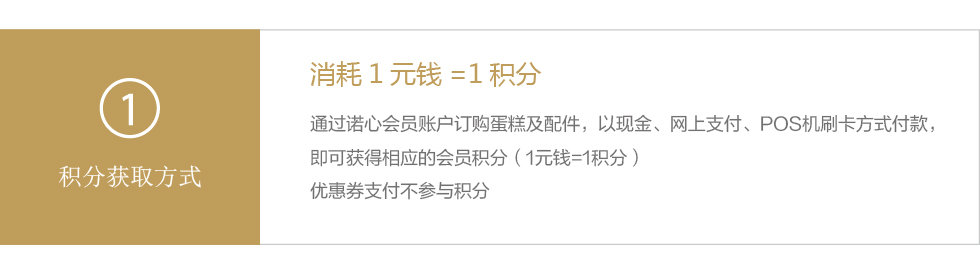 ①
积分获取方式
消耗 1 元钱 =1 积分
通过诺心会员账户订购蛋糕及配件，以现金、网上支付、POS机刷卡方式付款，
即可获得相应的会员积分（1元钱=1积分）
优惠券支付不参与积分